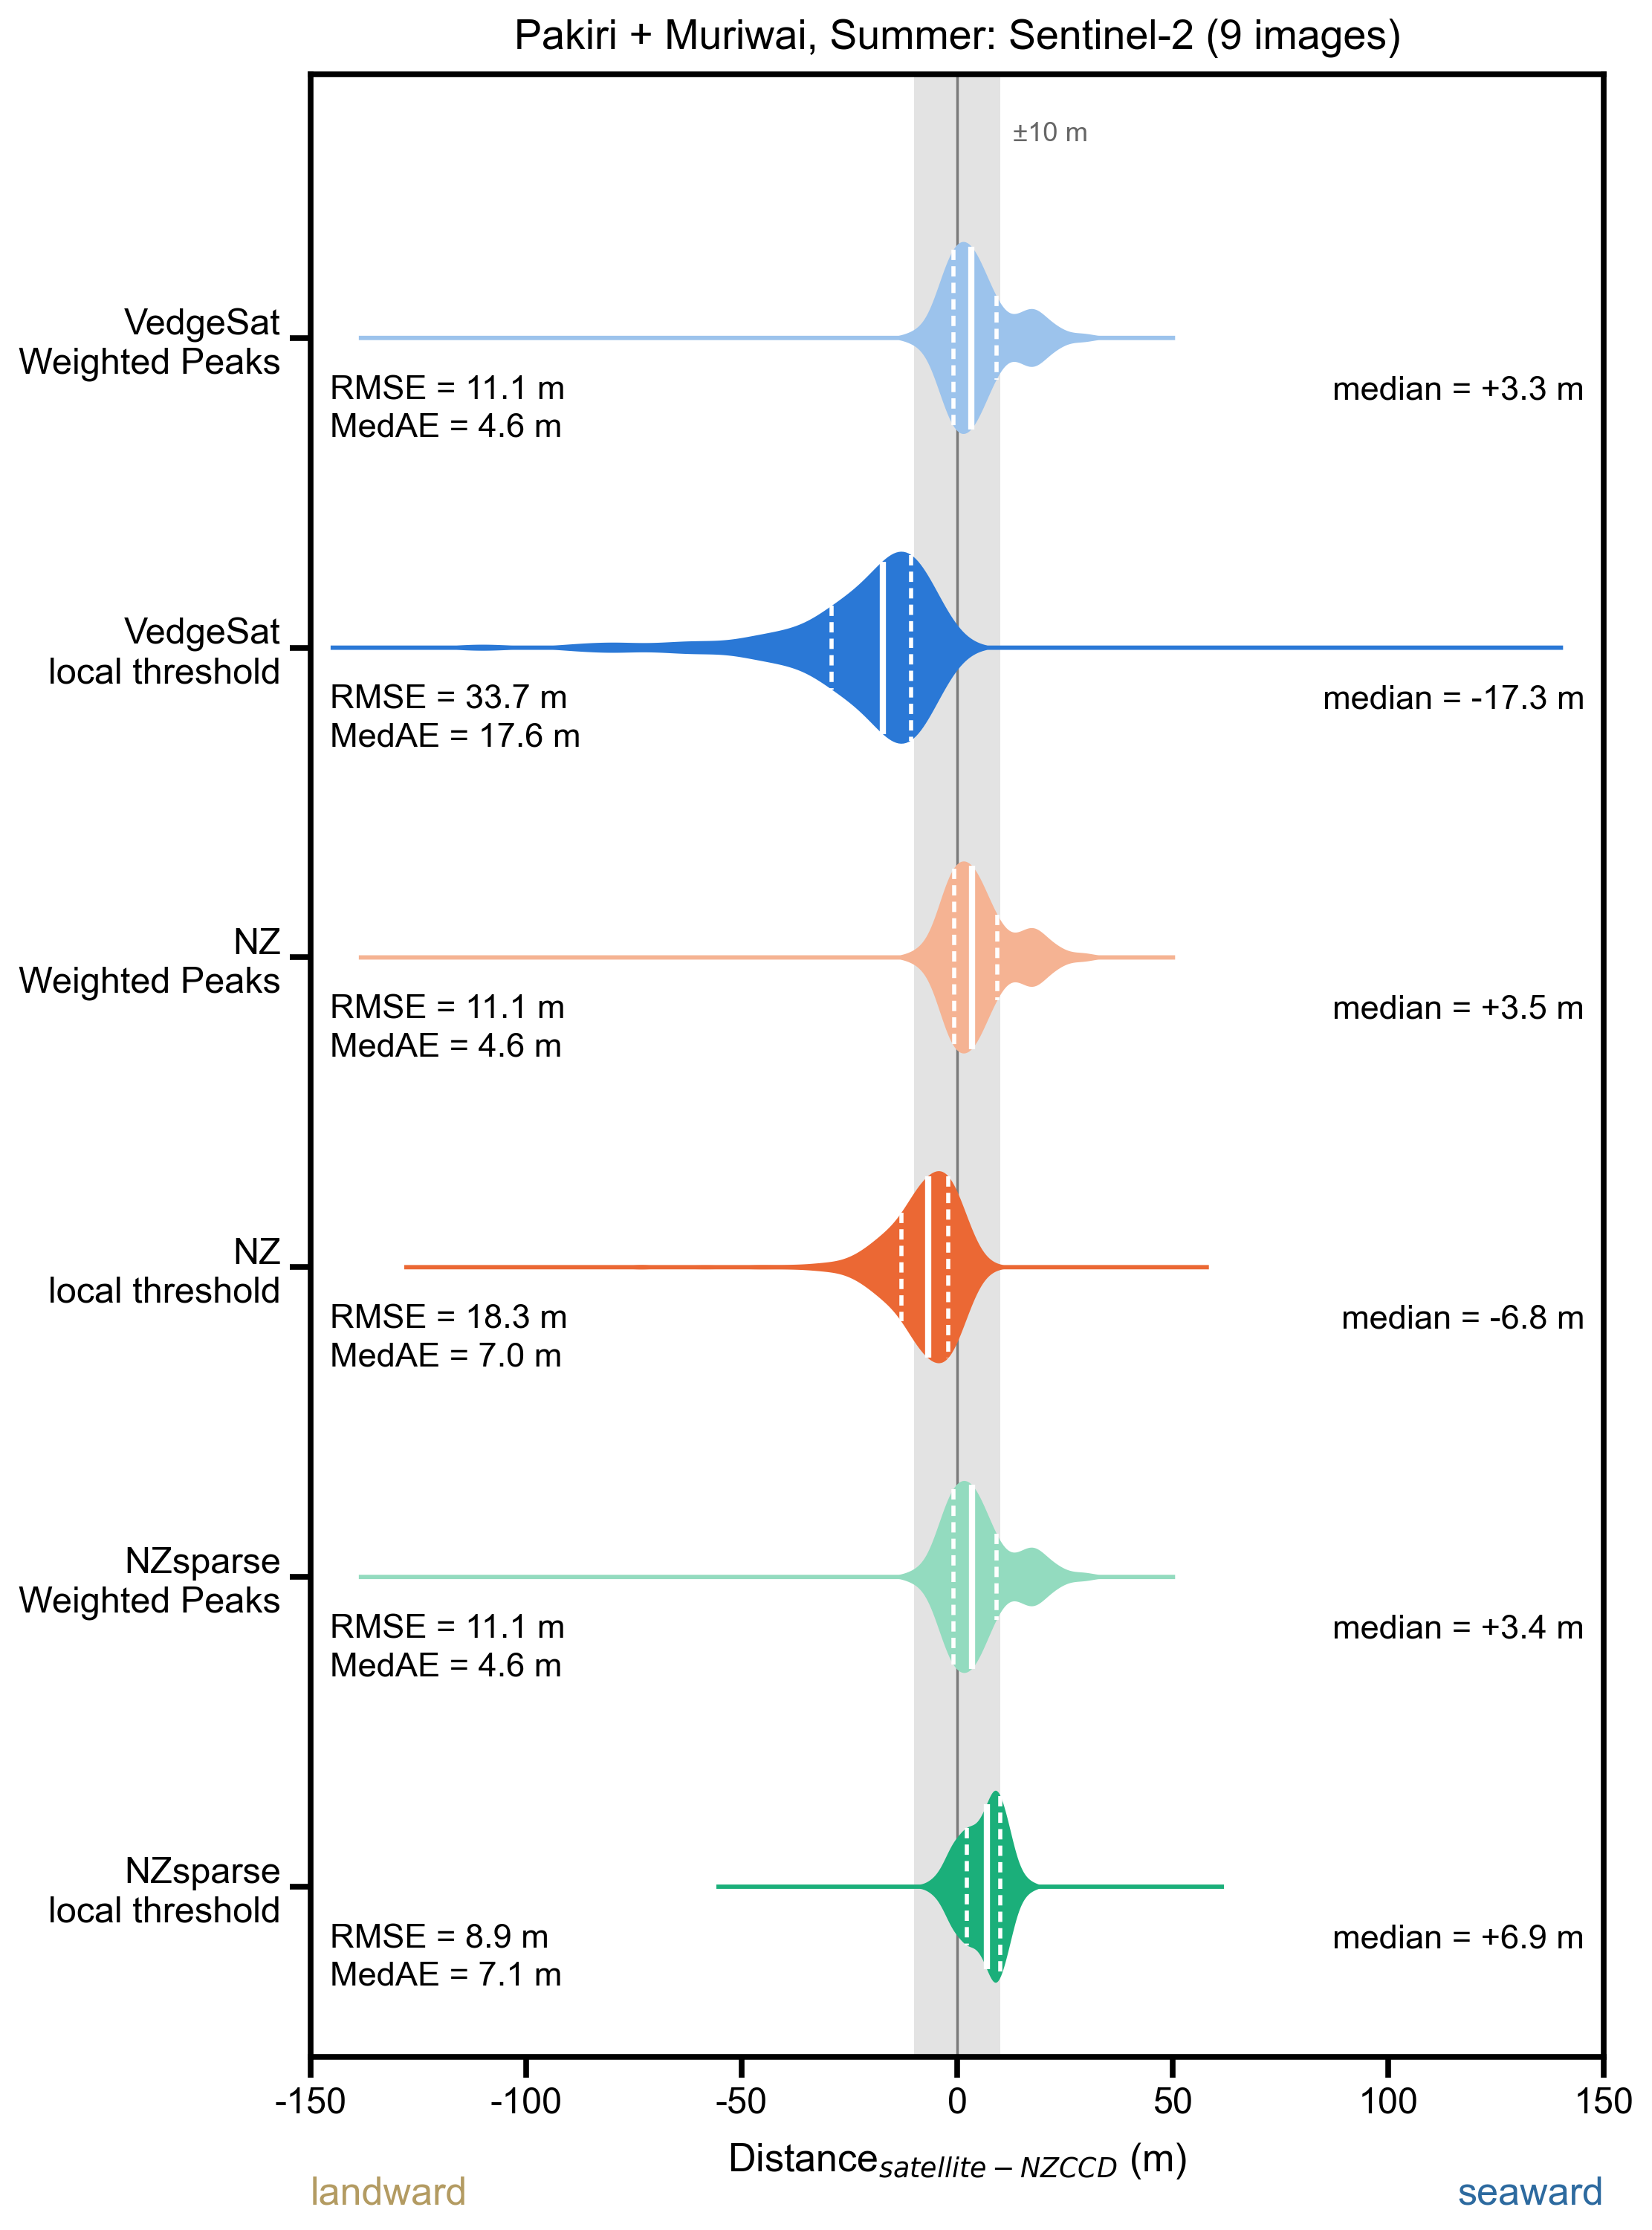 Pakiri + Muriwai, Summer: Sentinel-2 (9 images)
±10 m
VedgeSat
Weighted Peaks
RMSE = 11.1 m
MedAE = 4.6 m
median = +3.3 m
VedgeSat
local threshold
RMSE = 33.7 m
MedAE = 17.6 m
median = -17.3 m
NZ
Weighted Peaks
RMSE = 11.1 m
MedAE = 4.6 m
median = +3.5 m
NZ
local threshold
RMSE = 18.3 m
MedAE = 7.0 m
median = -6.8 m
NZsparse
Weighted Peaks
RMSE = 11.1 m
MedAE = 4.6 m
median = +3.4 m
NZsparse
local threshold
RMSE = 8.9 m
MedAE = 7.1 m
median = +6.9 m
-150 -100 -50 0 50 100 150
Distance satellite − NZCCD (m)
landward seaward